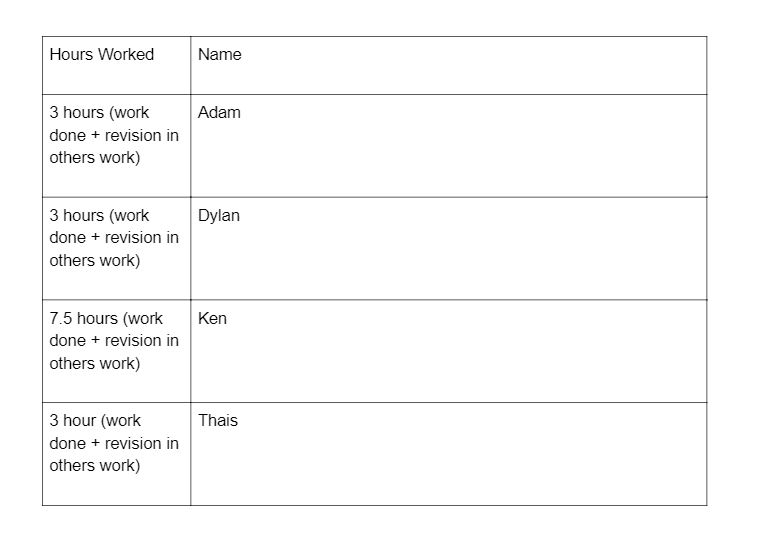 Hours Worked
Name
3 hours (work
done + revision in
others work)
Adam
3 hours (work
done + revision in
others work)
Dylan
7.5 hours (work
done + revision in
others work)
Ken
3 hour (work
done + revision in
others work)
Thais